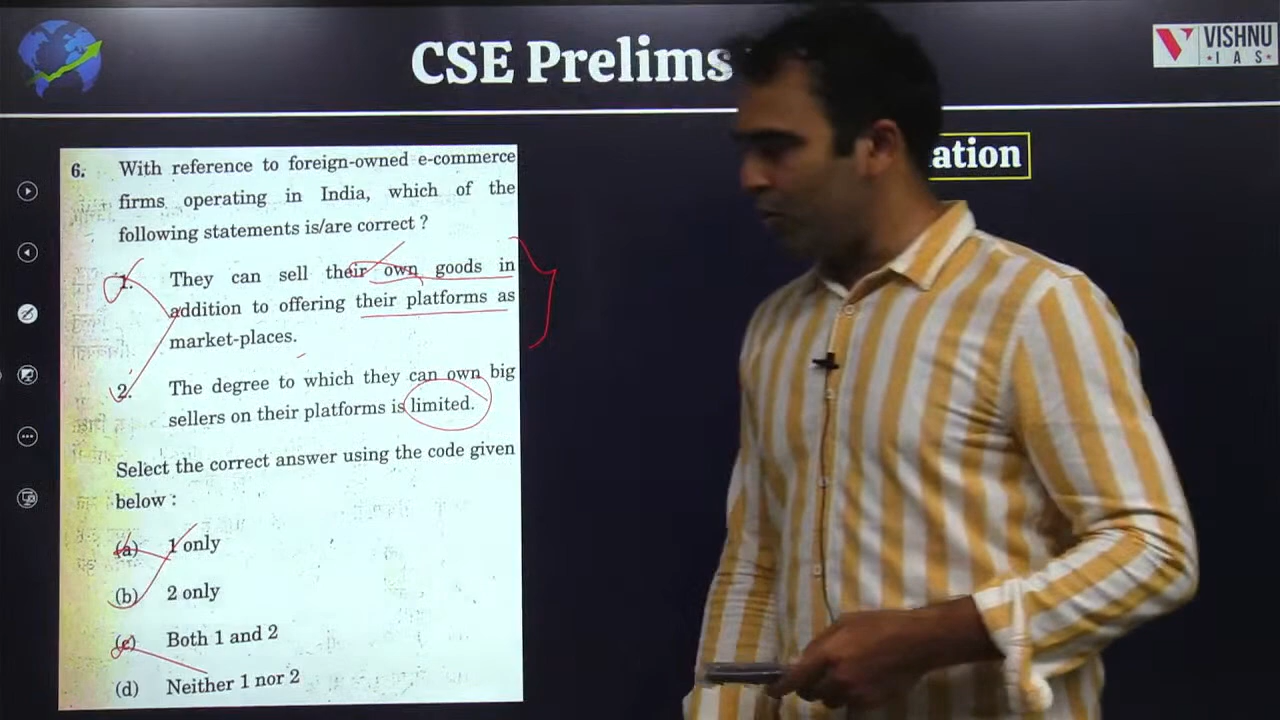 CSE Prelims
VISHNU
IAS
ation
6. With reference to foreign-owned e-commerce
firms operating in India, which of the
following statements is/are correct ?
1. They can sell their own goods in
addition to offering their platforms as
market-places.
2. The degree to which they can own big
sellers on their platforms is limited.
Select the correct answer using the code given
below :
(a) 1 only
(b) 2 only
(c) Both 1 and 2
(d) Neither 1 nor 2